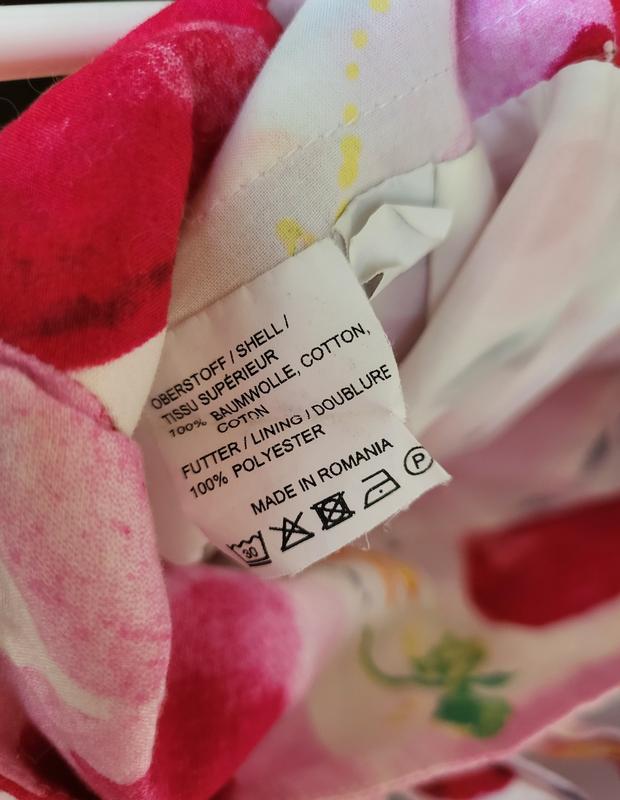 OBERSTOFF / SHELL /
TISSU SUPÉRIEUR
100% BAUMWOLLE, COTTON,
COTON
FUTTER / LINING / DOUBLURE
100% POLYESTER
MADE IN ROMANIA
30 P